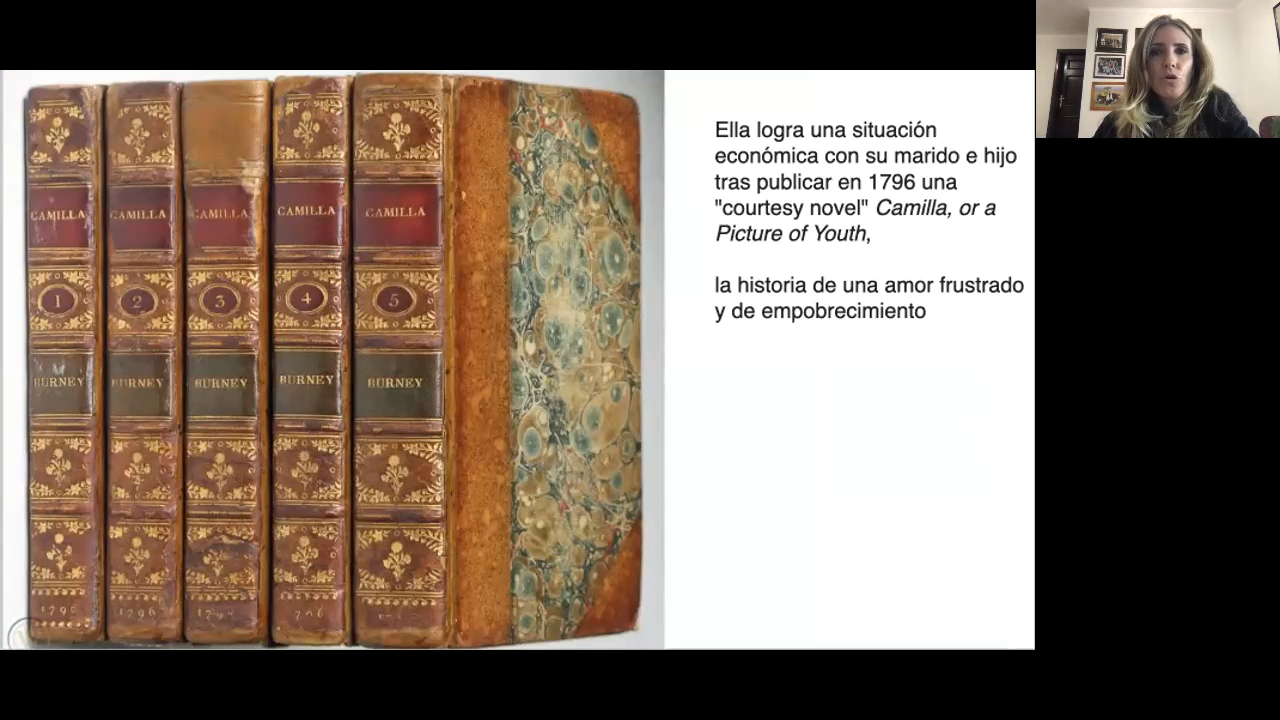 CAMILLA CAMILLA CAMILLA CAMILLA CAMILLA
1 2 3 4 5
BURNEY BURNEY BURNEY BURNEY BURNEY
1796 1796
Ella logra una situación
económica con su marido e hijo
tras publicar en 1796 una
"courtesy novel" Camilla, or a
Picture of Youth,
la historia de una amor frustrado
y de empobrecimiento